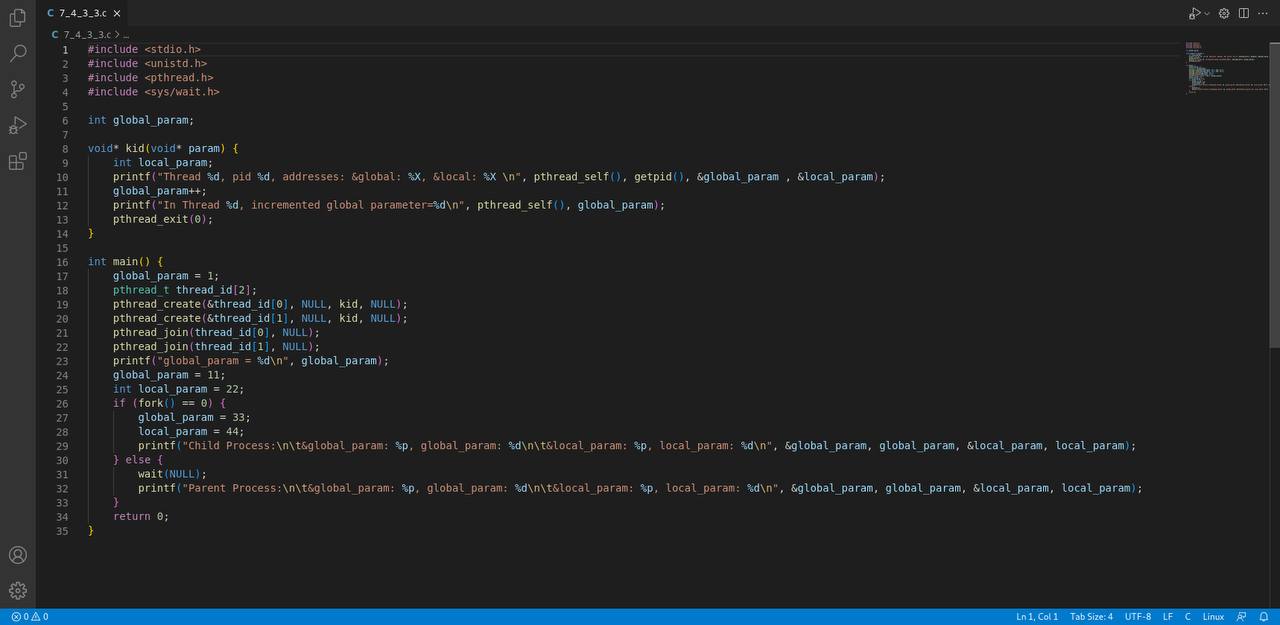 7_4_3_3.c
7_4_3_3.c > ...
1 #include <stdio.h>
2 #include <unistd.h>
3 #include <pthread.h>
4 #include <sys/wait.h>
5
6 int global_param;
7
8 void* kid(void* param) {
9     int local_param;
10     printf("Thread %d, pid %d, addresses: &global: %X, &local: %X \n", pthread_self(), getpid(), &global_param , &local_param);
11     global_param++;
12     printf("In Thread %d, incremented global parameter=%d\n", pthread_self(), global_param);
13     pthread_exit(0);
14 }
15
16 int main() {
17     global_param = 1;
18     pthread_t thread_id[2];
19     pthread_create(&thread_id[0], NULL, kid, NULL);
20     pthread_create(&thread_id[1], NULL, kid, NULL);
21     pthread_join(thread_id[0], NULL);
22     pthread_join(thread_id[1], NULL);
23     printf("global_param = %d\n", global_param);
24     global_param = 11;
25     int local_param = 22;
26     if (fork() == 0) {
27         global_param = 33;
28         local_param = 44;
29         printf("Child Process:\n\t&global_param: %p, global_param: %d\n\t&local_param: %p, local_param: %d\n", &global_param, global_param, &local_param, local_param);
30     } else {
31         wait(NULL);
32         printf("Parent Process:\n\t&global_param: %p, global_param: %d\n\t&local_param: %p, local_param: %d\n", &global_param, global_param, &local_param, local_param);
33     }
34     return 0;
35 }
0 0 Ln 1, Col 1 Tab Size: 4 UTF-8 LF C Linux